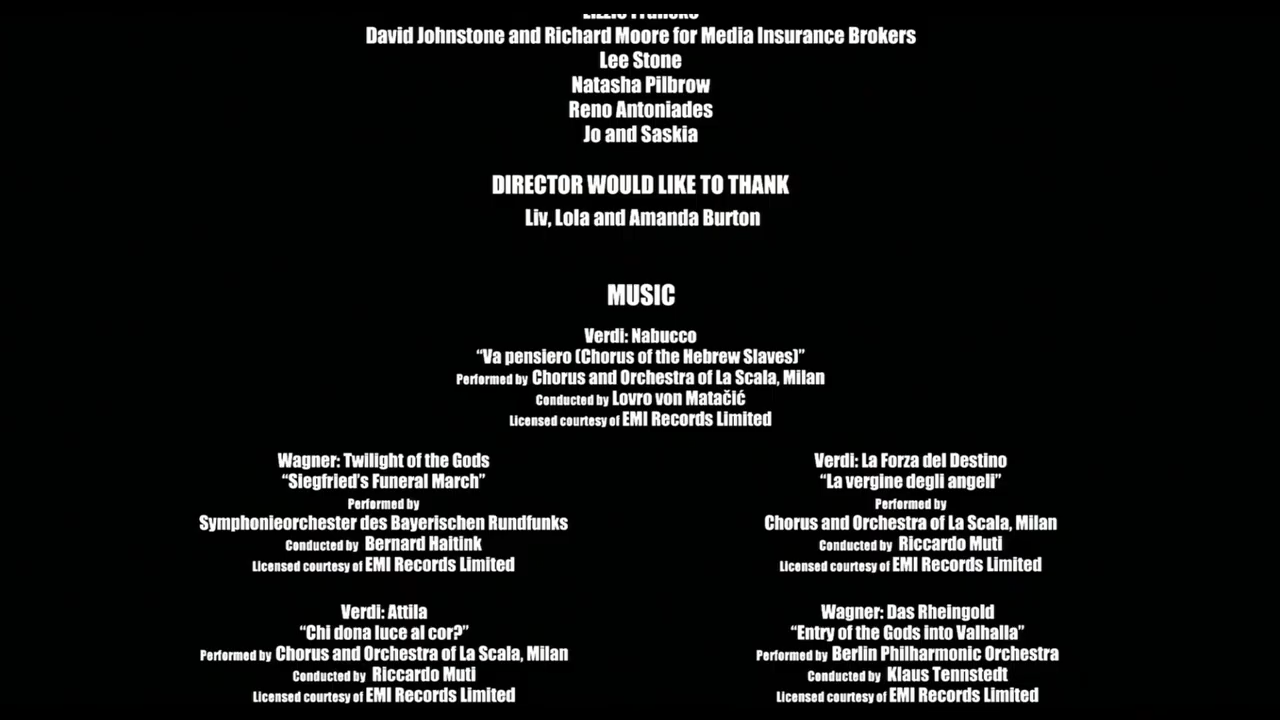 David Johnstone and Richard Moore for Media Insurance Brokers
Lee Stone
Natasha Pilbrow
Reno Antoniades
Jo and Saskia
DIRECTOR WOULD LIKE TO THANK
Liv, Lola and Amanda Burton
MUSIC
Verdi: Nabucco
“Va pensiero (Chorus of the Hebrew Slaves)”
Performed by Chorus and Orchestra of La Scala, Milan
Conducted by Lovro von Matačić
Licensed courtesy of EMI Records Limited
Wagner: Twilight of the Gods
“Siegfried's Funeral March”
Performed by
Symphonieorchester des Bayerischen Rundfunks
Conducted by Bernard Haitink
Licensed courtesy of EMI Records Limited
Verdi: La Forza del Destino
“La vergine degli angeli”
Performed by
Chorus and Orchestra of La Scala, Milan
Conducted by Riccardo Muti
Licensed courtesy of EMI Records Limited
Verdi: Attila
“Chi dona luce al cor?”
Performed by Chorus and Orchestra of La Scala, Milan
Conducted by Riccardo Muti
Licensed courtesy of EMI Records Limited
Wagner: Das Rheingold
“Entry of the Gods into Valhalla”
Performed by Berlin Philharmonic Orchestra
Conducted by Klaus Tennstedt
Licensed courtesy of EMI Records Limited